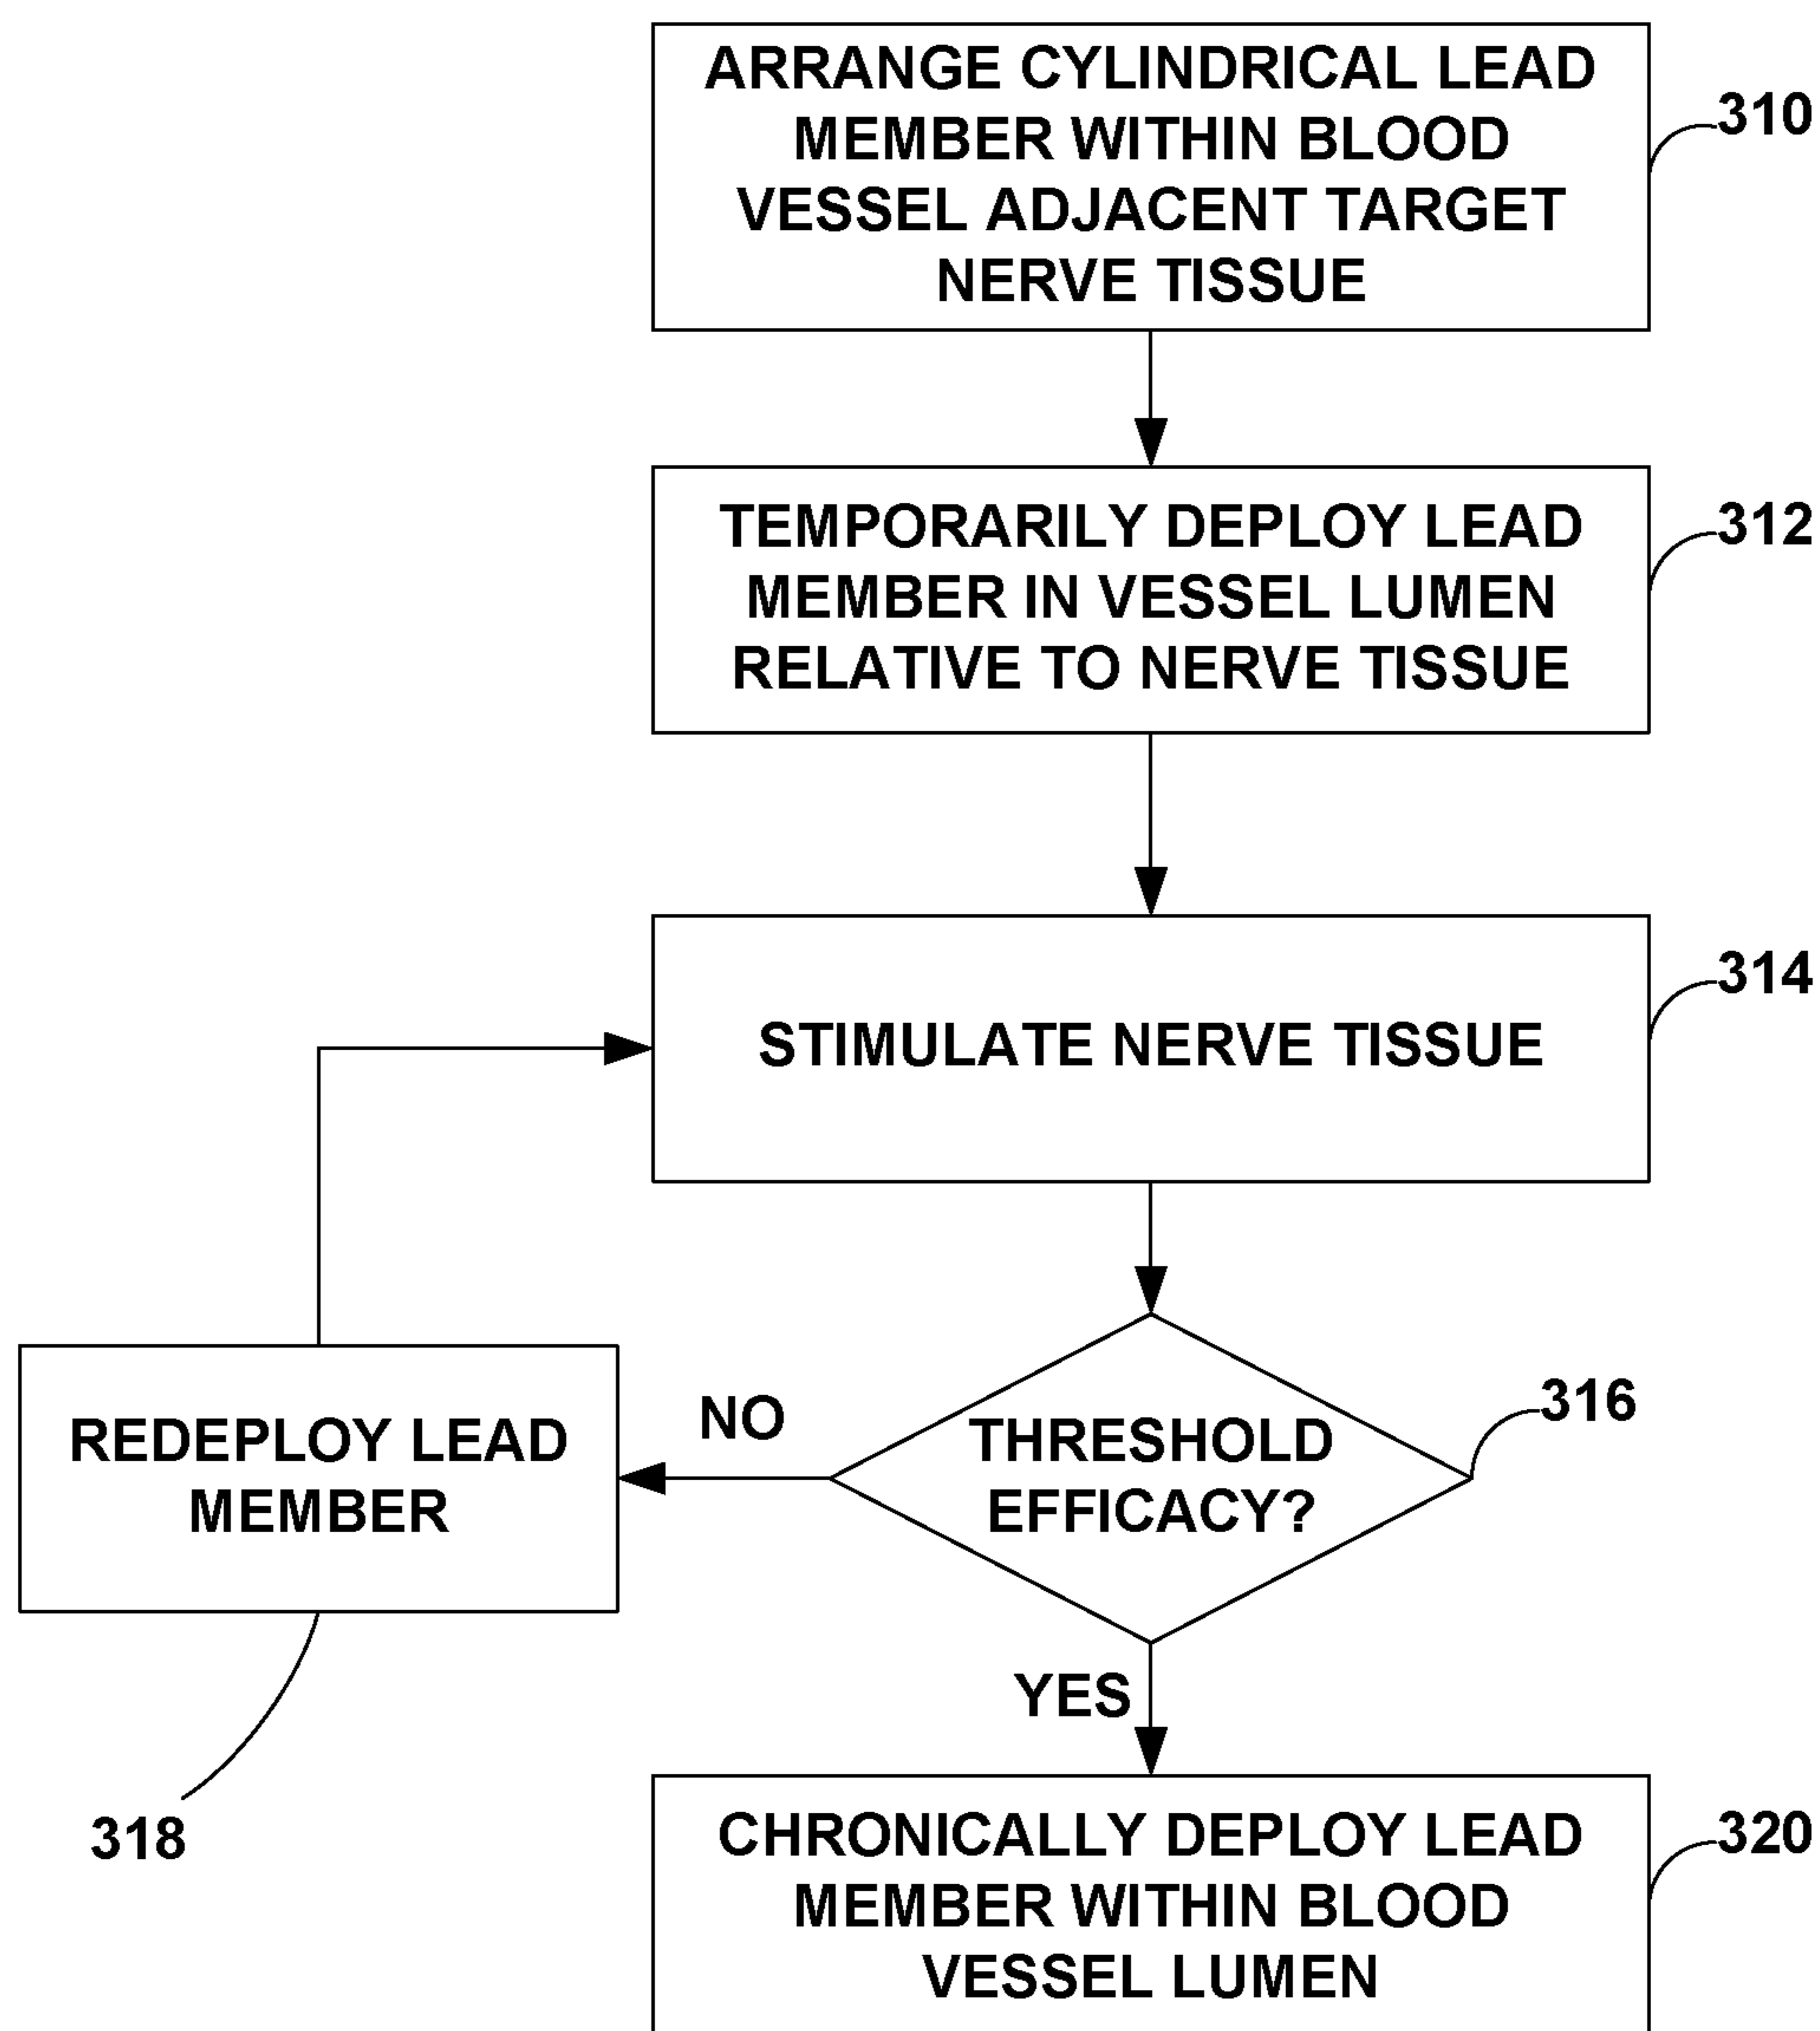 ARRANGE CYLINDRICAL LEAD
MEMBER WITHIN BLOOD
VESSEL ADJACENT TARGET
NERVE TISSUE
310
TEMPORARILY DEPLOY LEAD
MEMBER IN VESSEL LUMEN
RELATIVE TO NERVE TISSUE
312
STIMULATE NERVE TISSUE
314
THRESHOLD
EFFICACY?
316
NO
REDEPLOY LEAD
MEMBER
318
YES
CHRONICALLY DEPLOY LEAD
MEMBER WITHIN BLOOD
VESSEL LUMEN
320